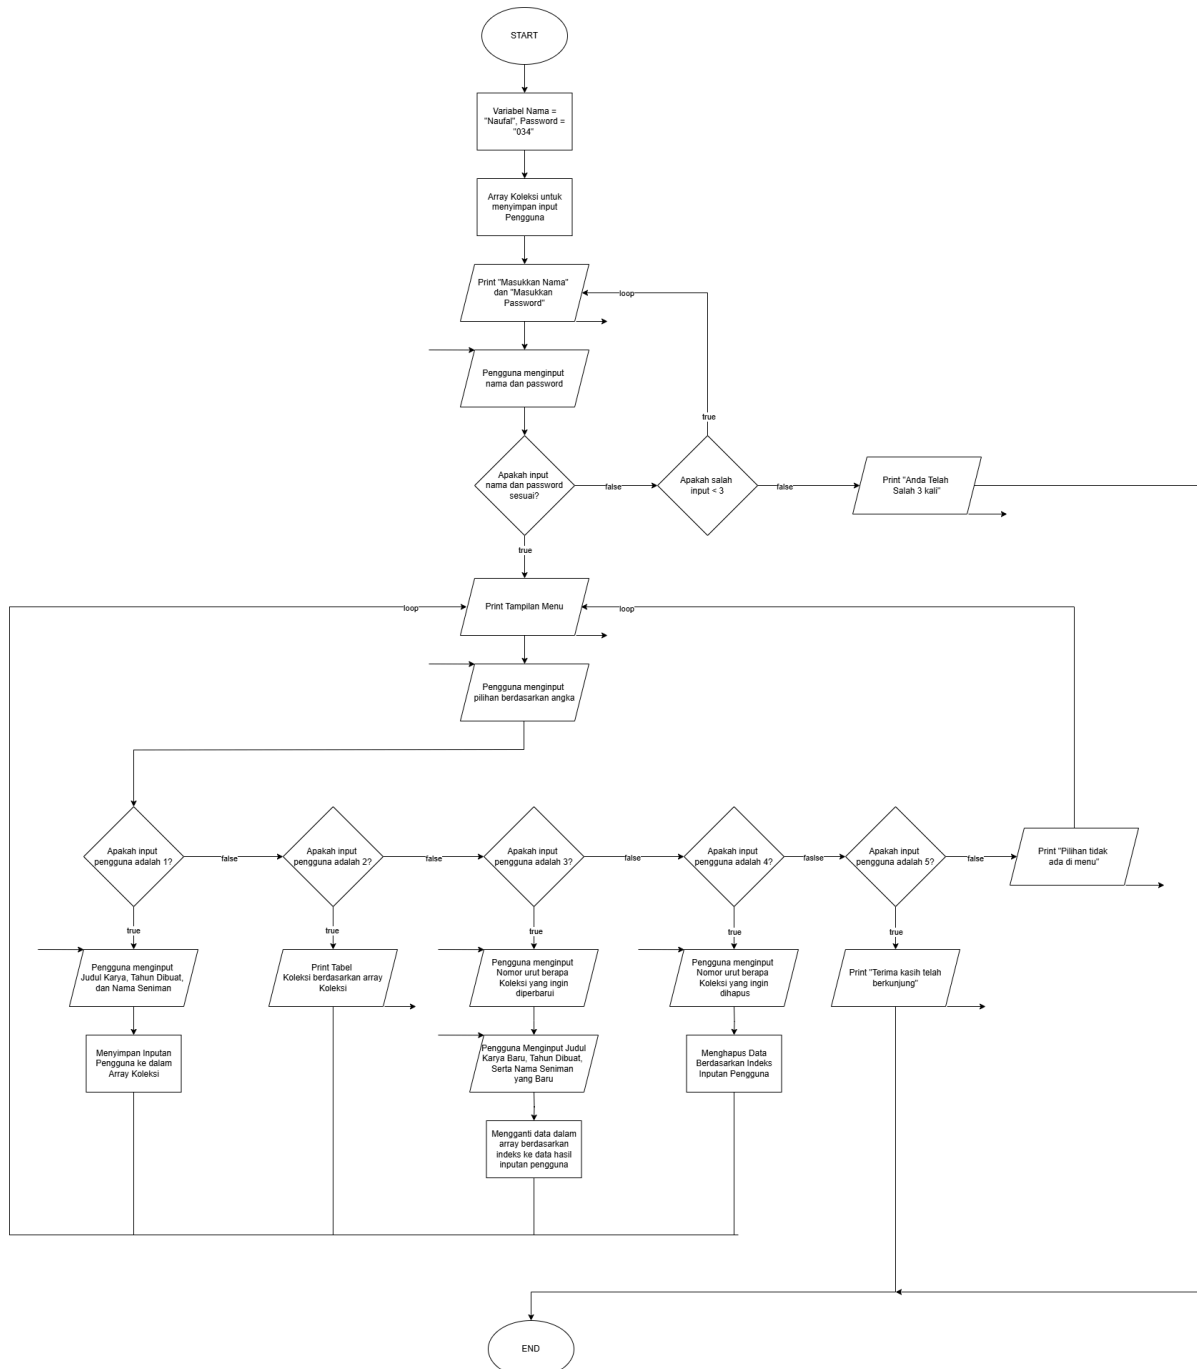 START
Variabel Nama =
"Naufal", Password =
"034"
Array Koleksi untuk
menyimpan input
Pengguna
Print "Masukkan Nama"
dan "Masukkan
Password"
loop
Pengguna menginput
nama dan password
true
Apakah input
nama dan password
sesuai?
false
Apakah salah
input < 3
false
Print "Anda Telah
Salah 3 kali"
true
loop
Print Tampilan Menu
loop
Pengguna menginput
pilihan berdasarkan angka
Apakah input
pengguna adalah 1?
false
Apakah input
pengguna adalah 2?
false
Apakah input
pengguna adalah 3?
false
Apakah input
pengguna adalah 4?
faslse
Apakah input
pengguna adalah 5?
false
Print "Pilihan tidak
ada di menu"
true
true
true
true
true
Pengguna menginput
Judul Karya, Tahun Dibuat,
dan Nama Seniman
Print Tabel
Koleksi berdasarkan array
Koleksi
Pengguna menginput
Nomor urut berapa
Koleksi yang ingin
diperbarui
Pengguna menginput
Nomor urut berapa
Koleksi yang ingin
dihapus
Print "Terima kasih telah
berkunjung"
Menyimpan Inputan
Pengguna ke dalam
Array Koleksi
Pengguna Menginput Judul
Karya Baru, Tahun Dibuat,
Serta Nama Seniman
yang Baru
Menghapus Data
Berdasarkan Indeks
Inputan Pengguna
Mengganti data dalam
array berdasarkan
indeks ke data hasil
inputan pengguna
END